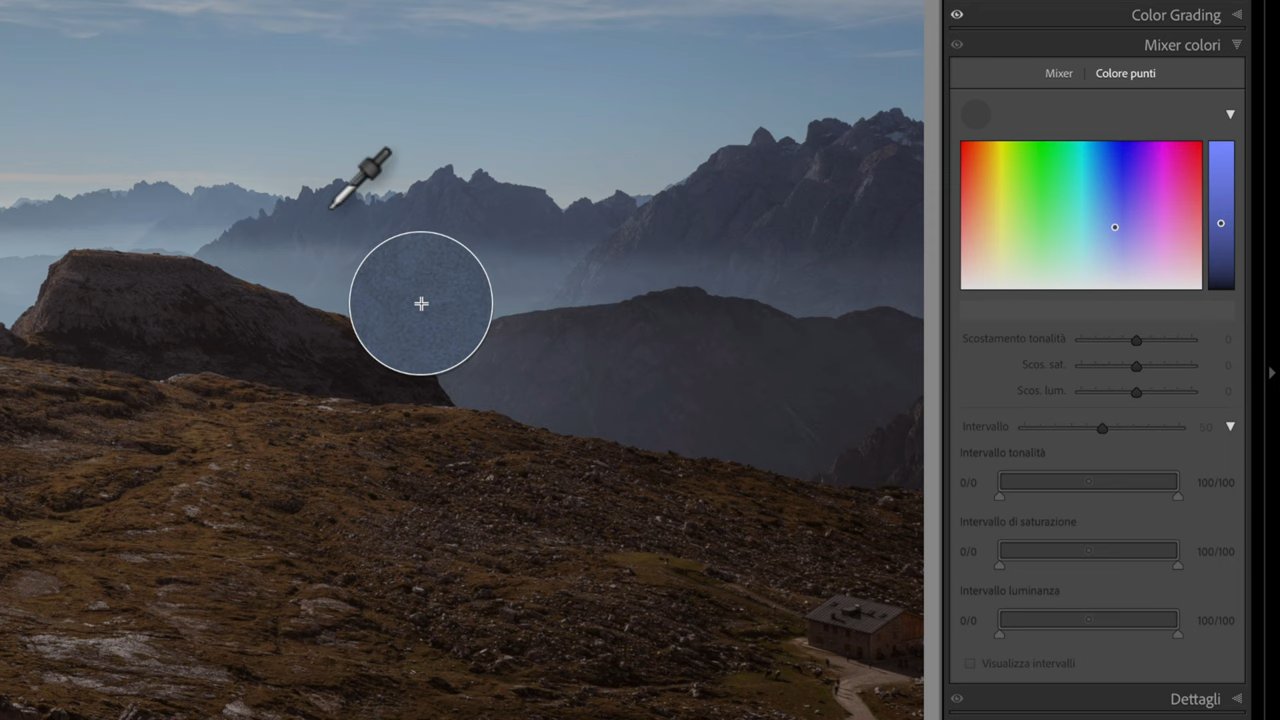 Color Grading
Mixer colori
Mixer | Colore punti
Scostamento tonalità 0
Scos. sat. 0
Scos. lum. 0
Intervallo 50
Intervallo tonalità
0/0 100/100
Intervallo di saturazione
0/0 100/100
Intervallo luminanza
0/0 100/100
Visualizza intervalli
Dettagli